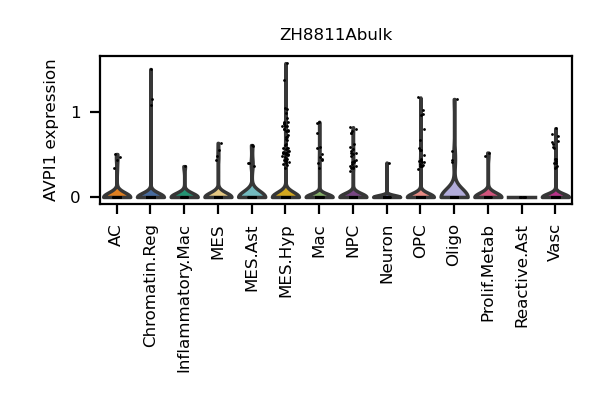 ZH8811Abulk
AVPI1 expression
1
0
AC
Chromatin.Reg
Inflammatory.Mac
MES
MES.Ast
MES.Hyp
Mac
NPC
Neuron
OPC
Oligo
Prolif.Metab
Reactive.Ast
Vasc